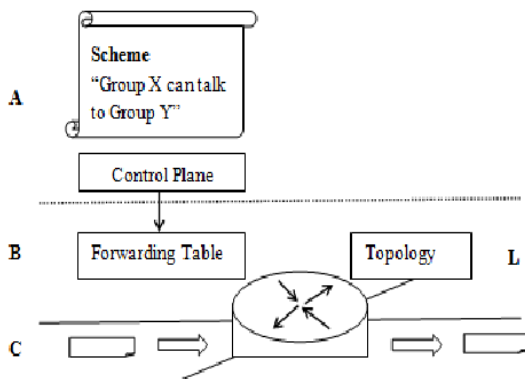 Scheme
“Group X can talk
to Group Y”
A
Control Plane
B
Forwarding Table
Topology
L
C